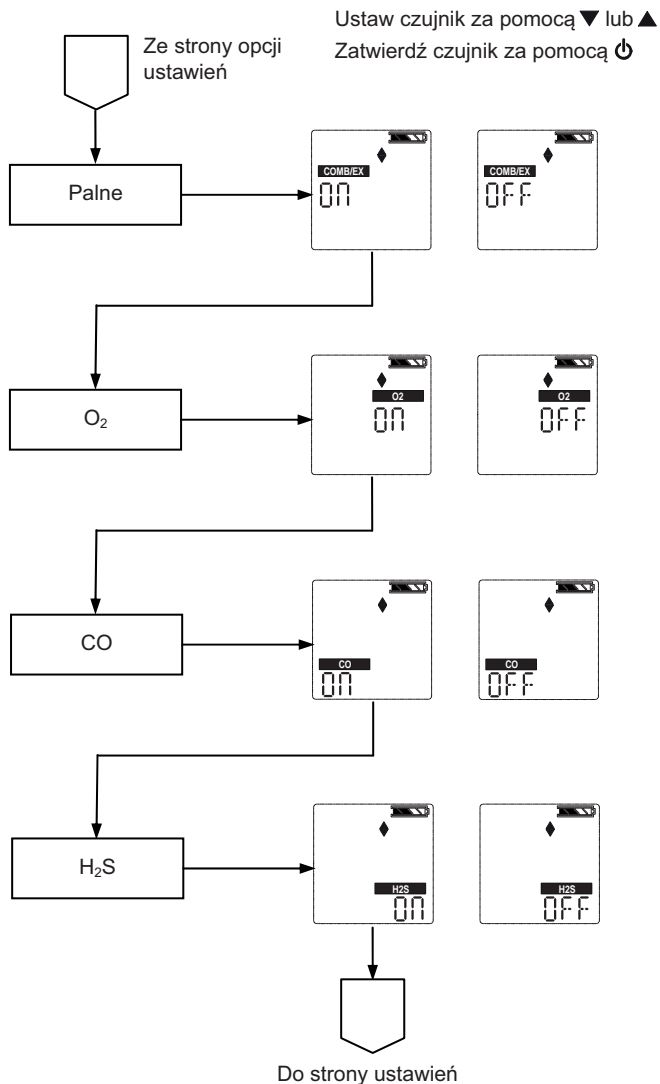 Ustaw czujnik za pomocą ▼ lub ▲
Zatwierdź czujnik za pomocą ⏻
Ze strony opcji
ustawień
Palne
COMB/EX
ON
COMB/EX
OFF
O₂
O2
ON
O2
OFF
CO
CO
ON
CO
OFF
H₂S
H2S
ON
H2S
OFF
Do strony ustawień